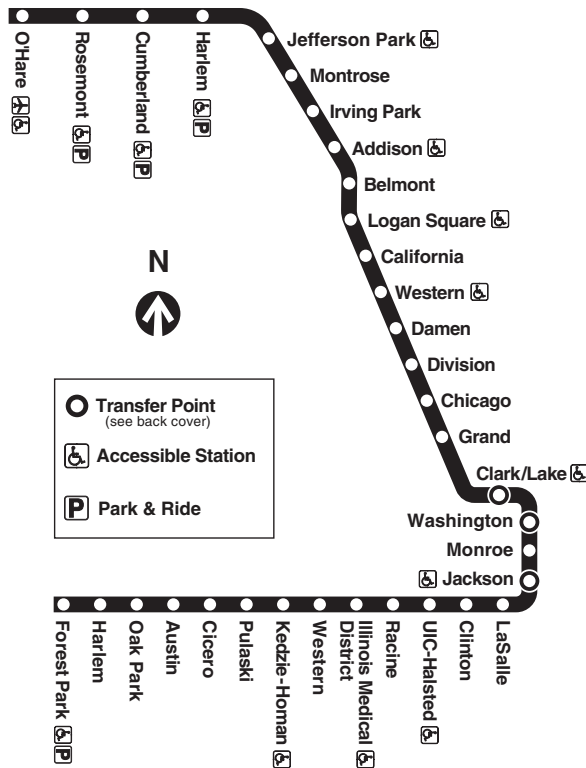 O'Hare
Rosemont
P
Cumberland
P
Harlem
P
Jefferson Park
Montrose
Irving Park
Addison
Belmont
Logan Square
California
Western
Damen
Division
Chicago
Grand
Clark/Lake
Washington
Monroe
Jackson
N
Transfer Point
(see back cover)
Accessible Station
P Park & Ride
Forest Park
P
Harlem
Oak Park
Austin
Cicero
Pulaski
Kedzie-Homan
Western
Illinois Medical
District
Racine
UIC-Halsted
Clinton
LaSalle